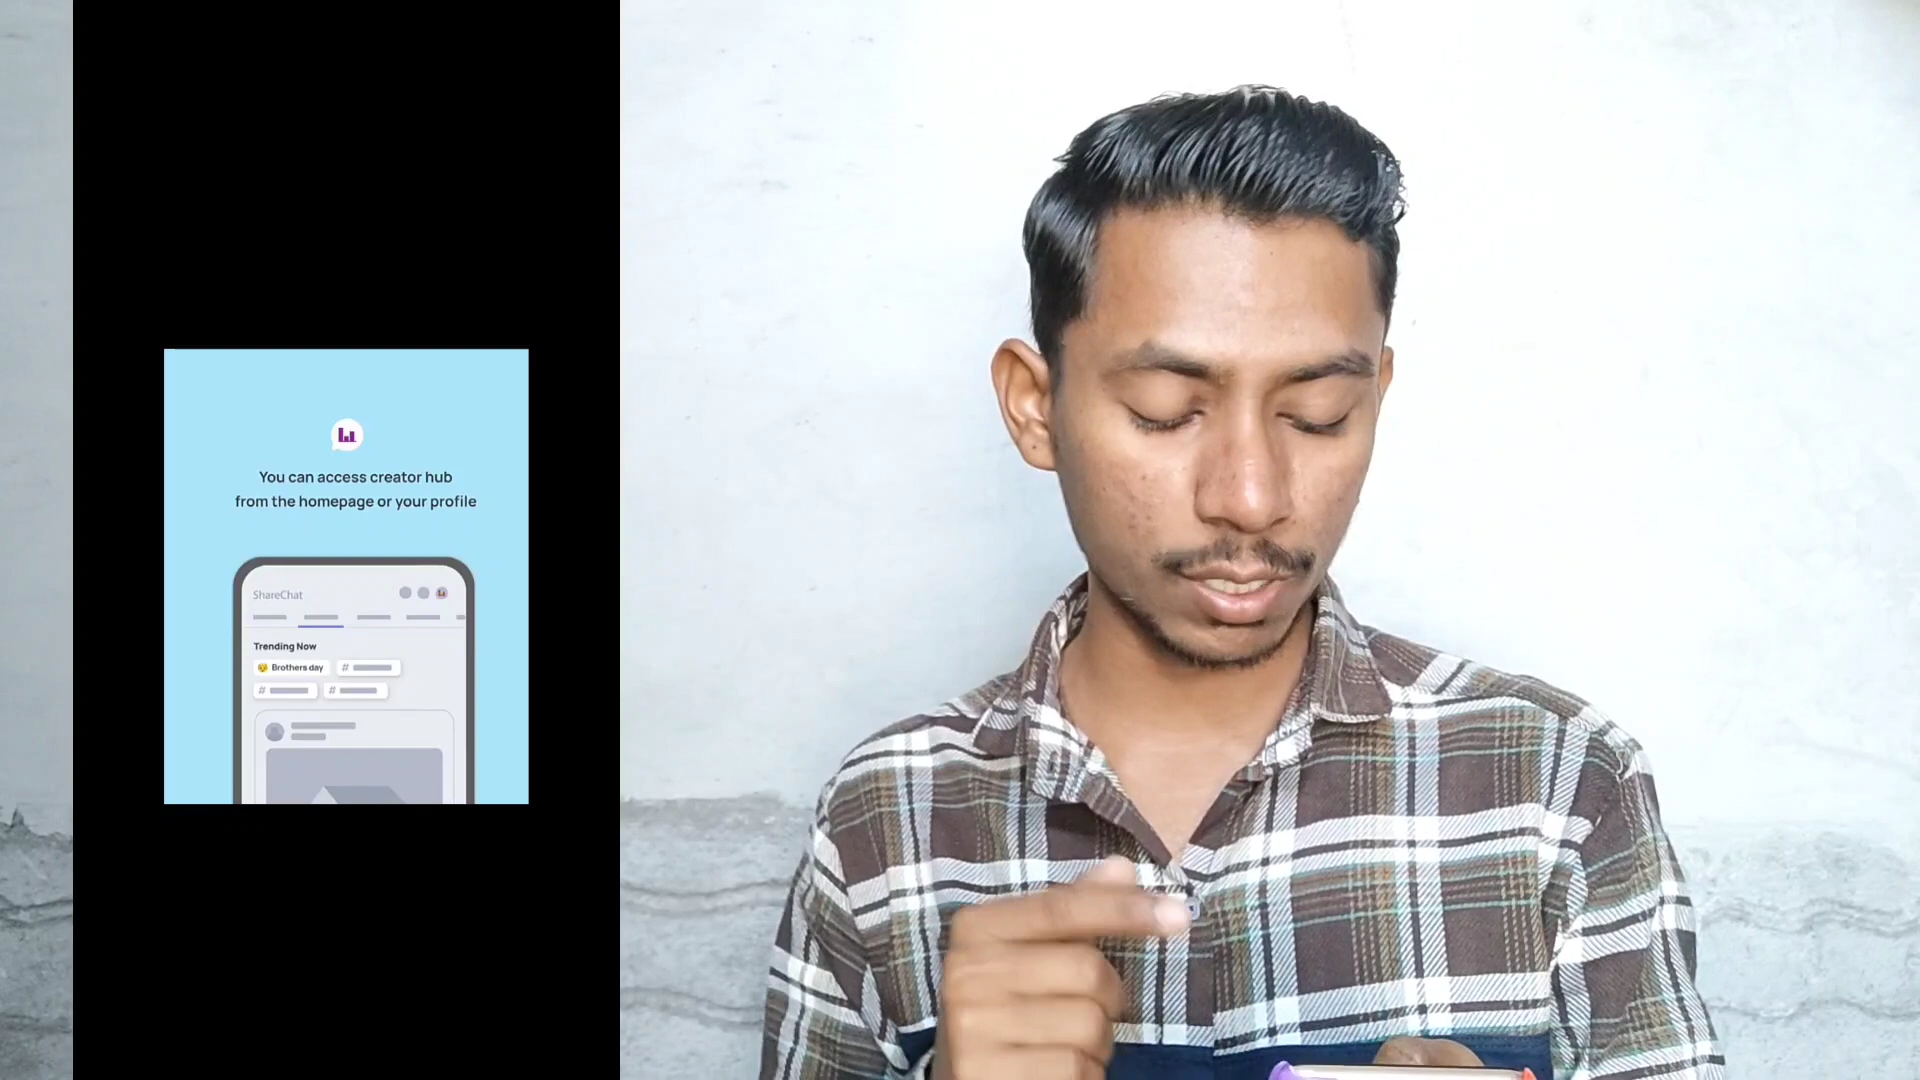 You can access creator hub
from the homepage or your profile
ShareChat
Trending Now
Brothers day #
# #